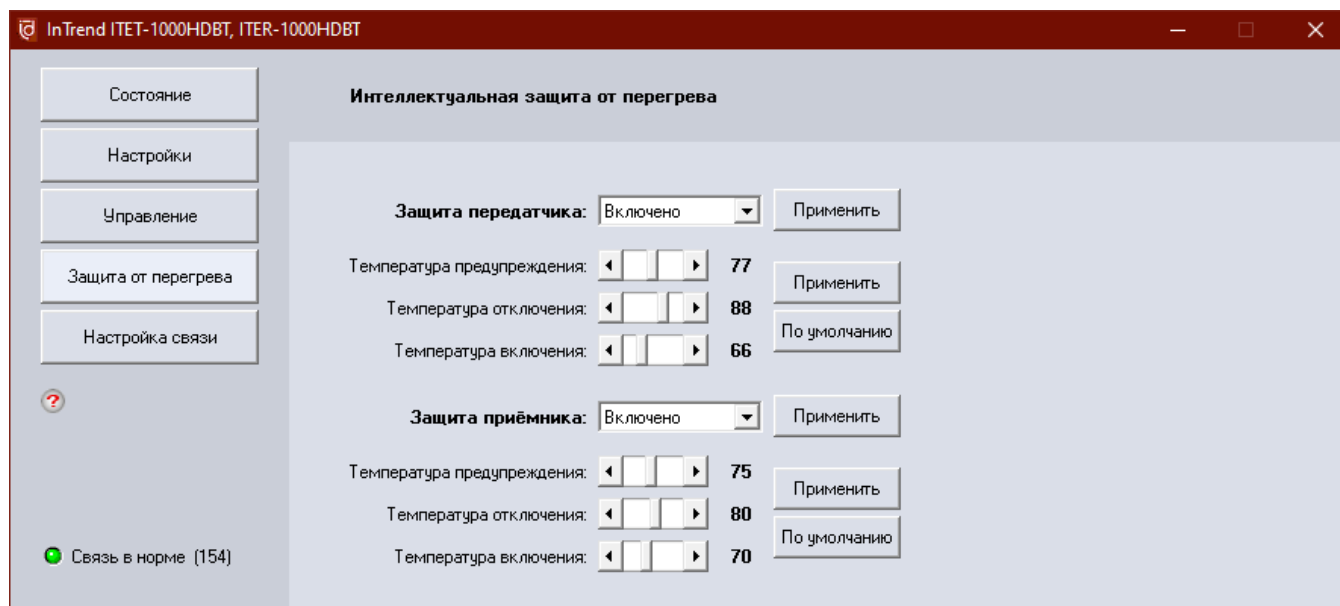 InTrend ITET-1000HDBT, ITER-1000HDBT
Состояние
Настройки
Управление
Защита от перегрева
Настройка связи
?
Связь в норме (154)
Интеллектуальная защита от перегрева
Защита передатчика: Включено Применить
Температура предупреждения: 77
Применить
Температура отключения: 88
По умолчанию
Температура включения: 66
Защита приёмника: Включено Применить
Температура предупреждения: 75
Применить
Температура отключения: 80
По умолчанию
Температура включения: 70